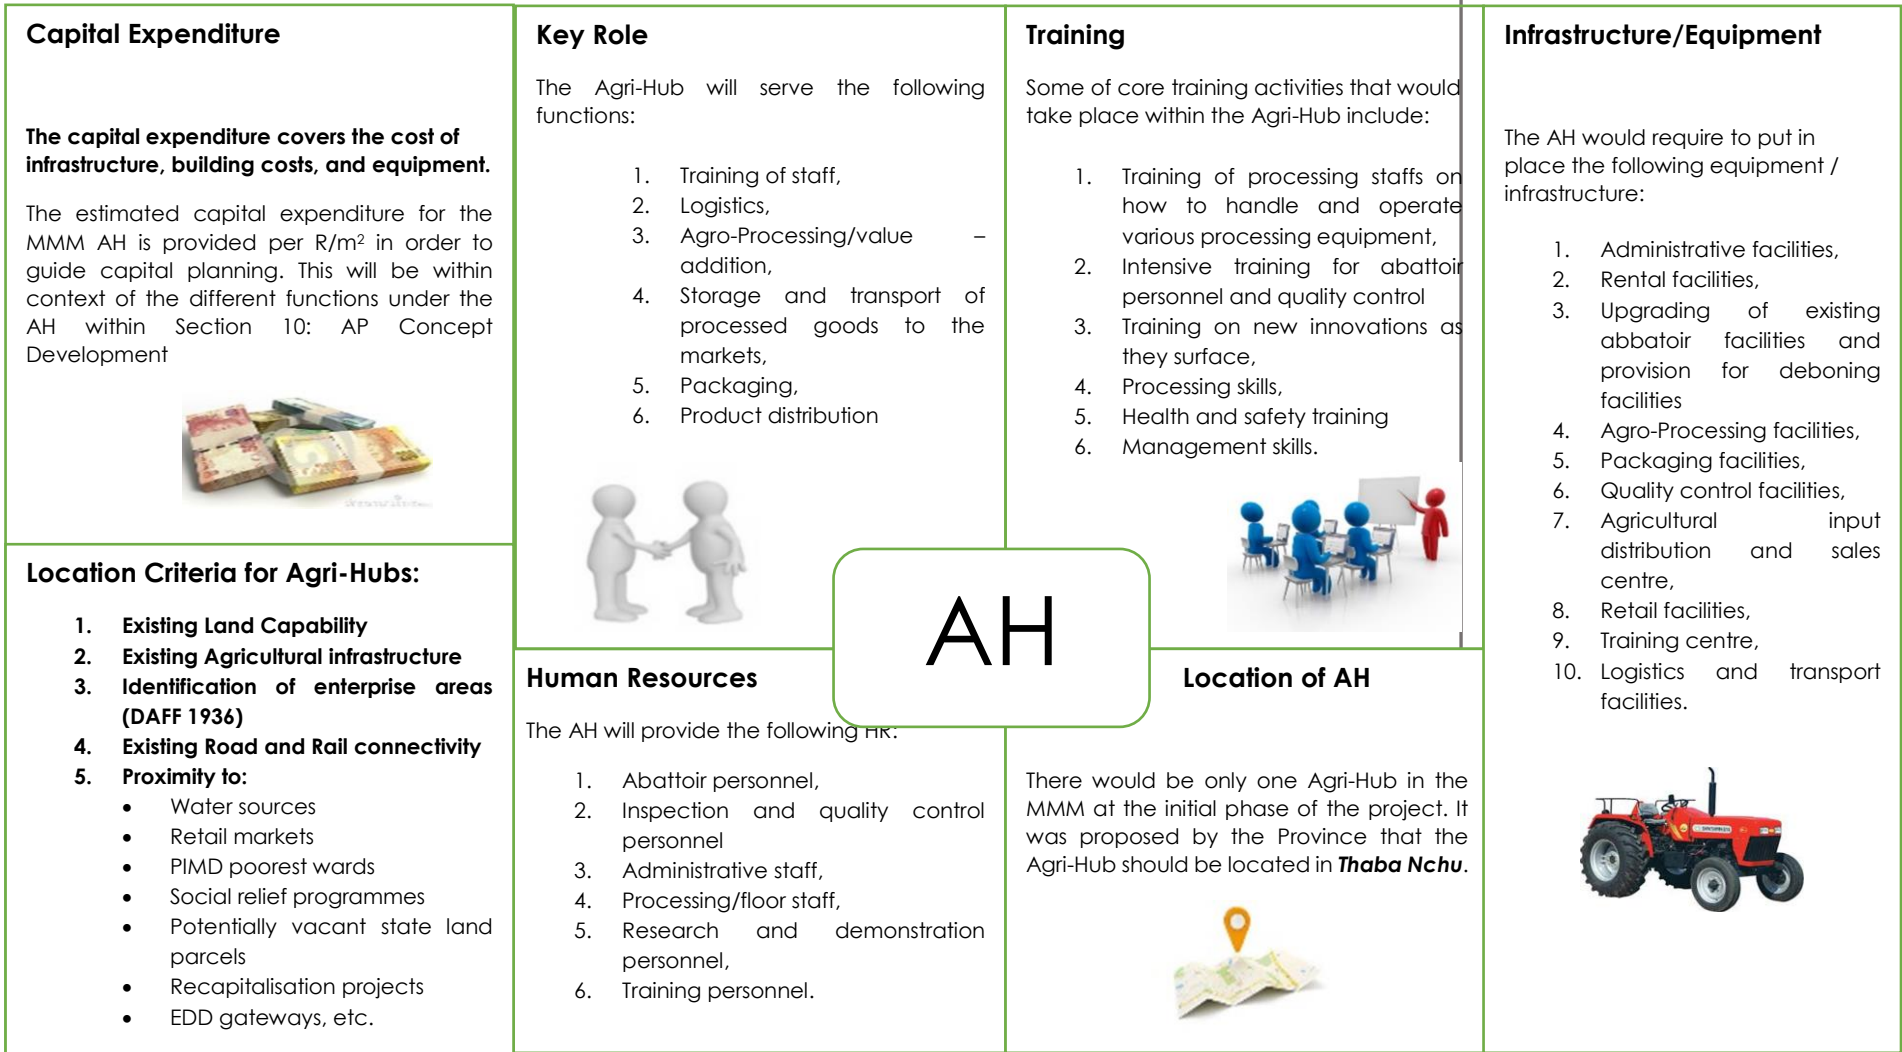 Capital Expenditure
The capital expenditure covers the cost of
infrastructure, building costs, and equipment.
The estimated capital expenditure for the
MMM AH is provided per R/m² in order to
guide capital planning. This will be within
context of the different functions under the
AH within Section 10: AP Concept
Development
Location Criteria for Agri-Hubs:
1. Existing Land Capability
2. Existing Agricultural infrastructure
3. Identification of enterprise areas
(DAFF 1936)
4. Existing Road and Rail connectivity
5. Proximity to:
• Water sources
• Retail markets
• PIMD poorest wards
• Social relief programmes
• Potentially vacant state land
parcels
• Recapitalisation projects
• EDD gateways, etc.
Key Role
The Agri-Hub will serve the following
functions:
1. Training of staff,
2. Logistics,
3. Agro-Processing/value –
addition,
4. Storage and transport of
processed goods to the
markets,
5. Packaging,
6. Product distribution
Training
Some of core training activities that would
take place within the Agri-Hub include:
1. Training of processing staffs on
how to handle and operate
various processing equipment,
2. Intensive training for abattoir
personnel and quality control
3. Training on new innovations as
they surface,
4. Processing skills,
5. Health and safety training
6. Management skills.
AH
Human Resources
The AH will provide the following HR:
1. Abattoir personnel,
2. Inspection and quality control
personnel
3. Administrative staff,
4. Processing/floor staff,
5. Research and demonstration
personnel,
6. Training personnel.
Location of AH
There would be only one Agri-Hub in the
MMM at the initial phase of the project. It
was proposed by the Province that the
Agri-Hub should be located in Thaba Nchu.
Infrastructure/Equipment
The AH would require to put in
place the following equipment /
infrastructure:
1. Administrative facilities,
2. Rental facilities,
3. Upgrading of existing
abbatoir facilities and
provision for deboning
facilities
4. Agro-Processing facilities,
5. Packaging facilities,
6. Quality control facilities,
7. Agricultural input
distribution and sales
centre,
8. Retail facilities,
9. Training centre,
10. Logistics and transport
facilities.